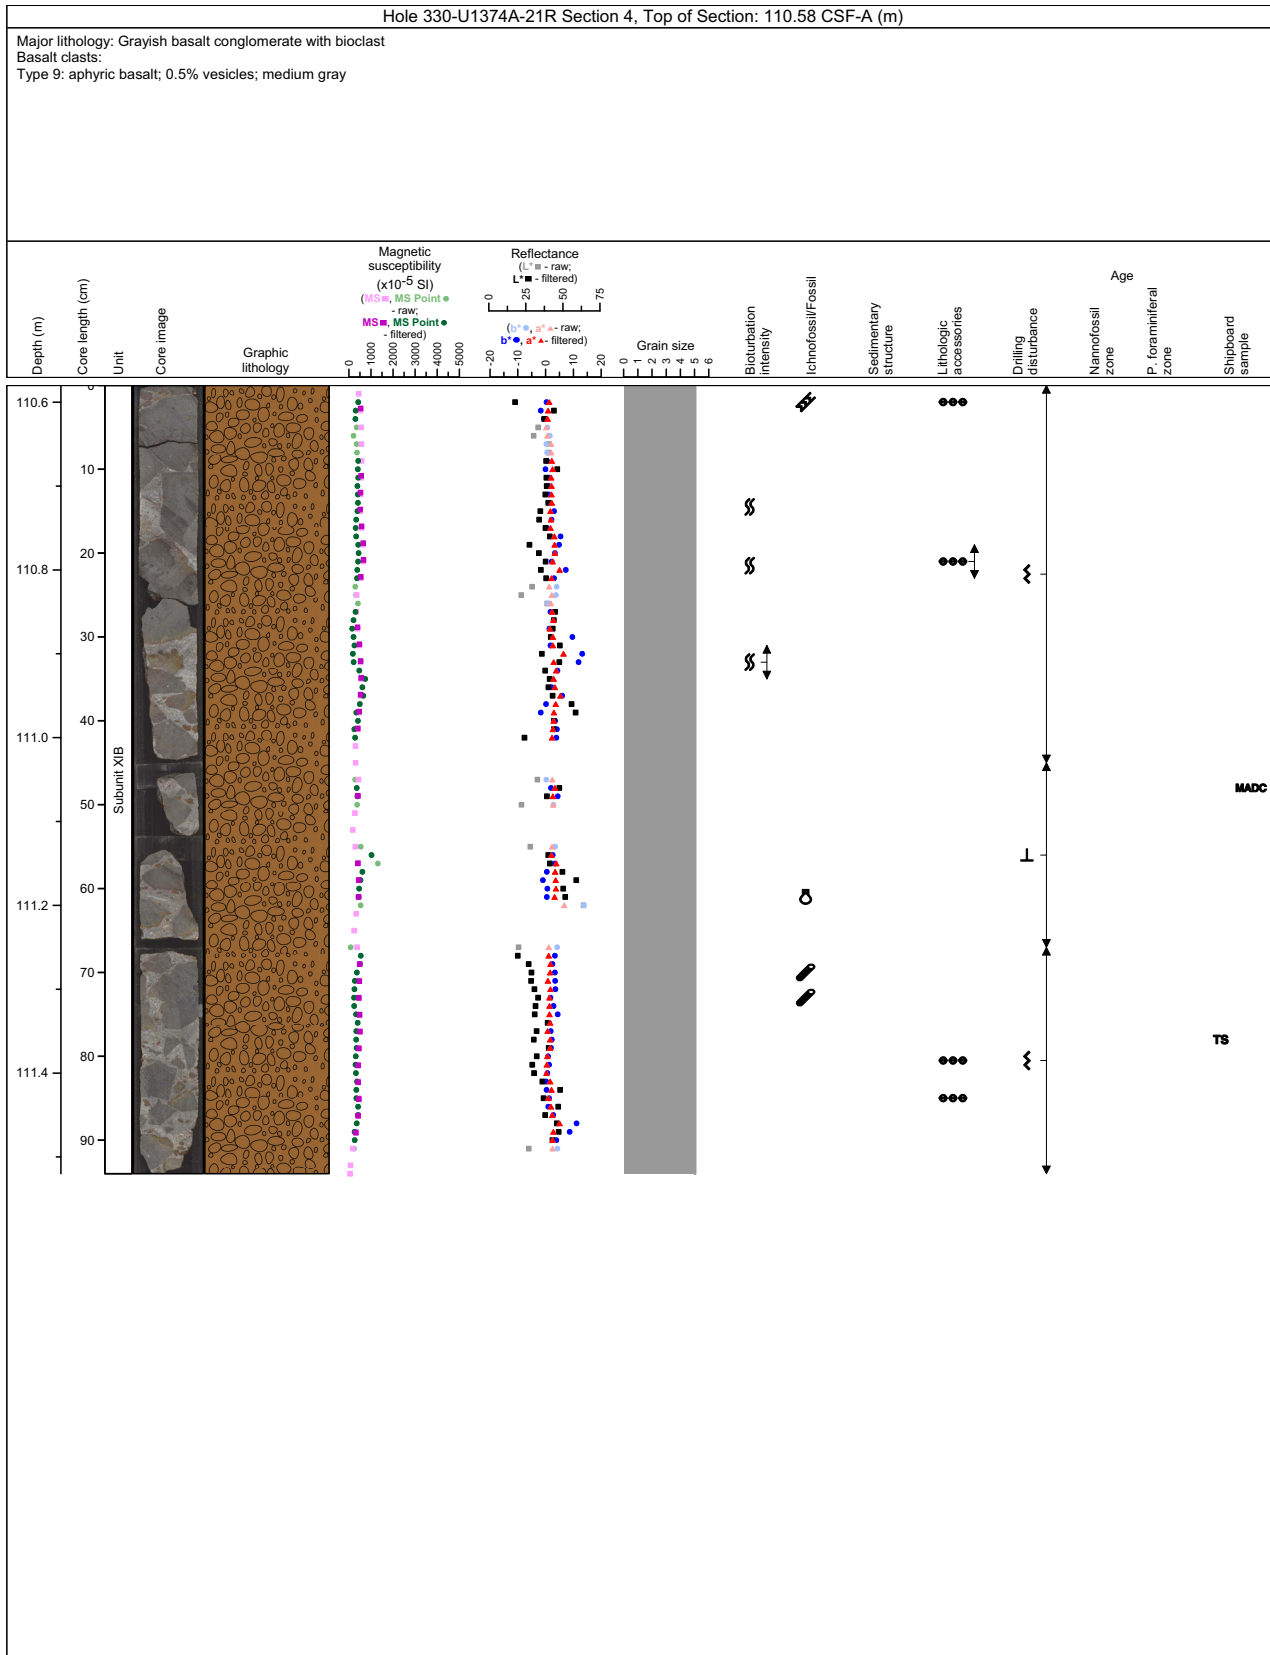 Hole 330-U1374A-21R Section 4, Top of Section: 110.58 CSF-A (m)
Major lithology: Grayish basalt conglomerate with bioclast
Basalt clasts:
Type 9: aphyric basalt; 0.5% vesicles; medium gray
Depth (m)
Core length (cm)
Unit
Core image
Graphic
lithology
Magnetic
susceptibility
(x10-5 SI)
(MS, MS Point
- raw;
MS, MS Point
- filtered)
0 1000 2000 3000 4000 5000
Reflectance
(L* - raw;
L* - filtered)
0 25 50 75
(b*, a* - raw;
b*, a* - filtered)
-20 -10 0 10 20
Grain size
0 1 2 3 4 5 6
Bioturbation
intensity
Ichnofossil/Fossil
Sedimentary
structure
Lithologic
accessories
Drilling
disturbance
Age
Nannofossil
zone
P. foraminiferal
zone
Shipboard
sample
0
110.6
10
20
110.8
30
40
111.0
Subunit XIB
50
MADC
60
111.2
70
TS
80
111.4
90